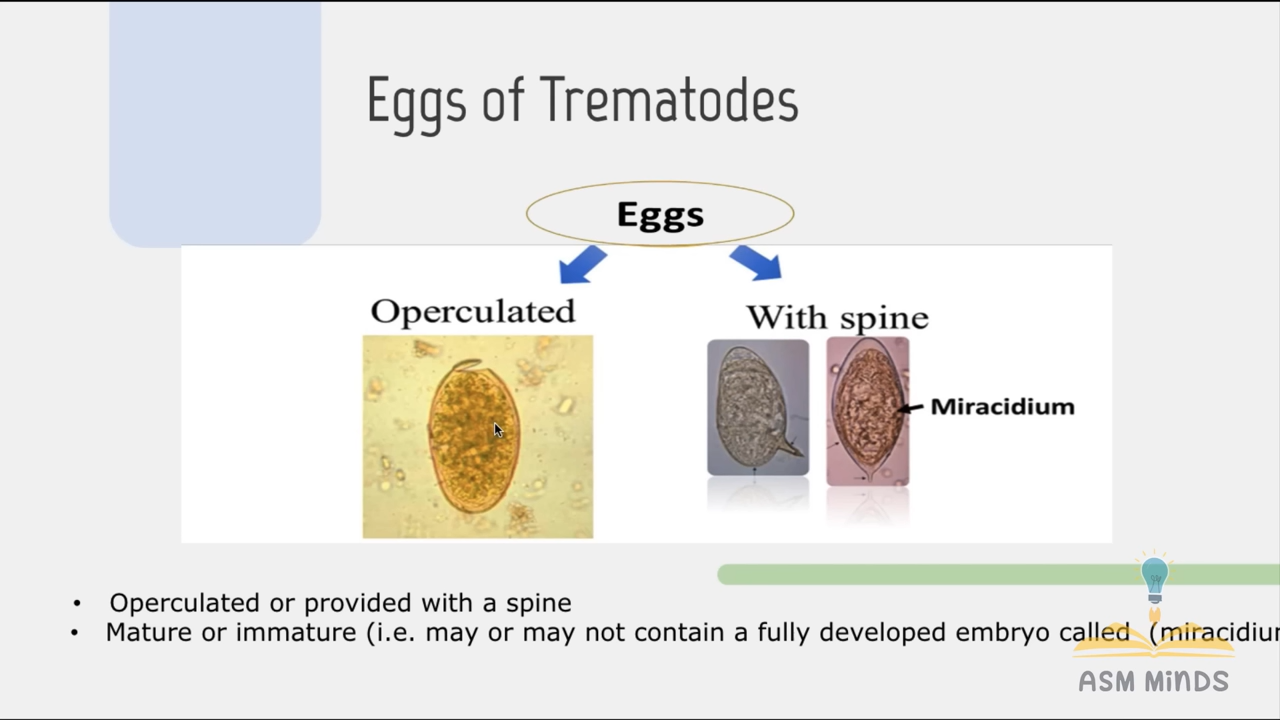 Eggs of Trematodes
Eggs
Operculated
With spine
Miracidium
• Operculated or provided with a spine
• Mature or immature (i.e. may or may not contain a fully developed embryo called (miracidiu
ASM MiNDS